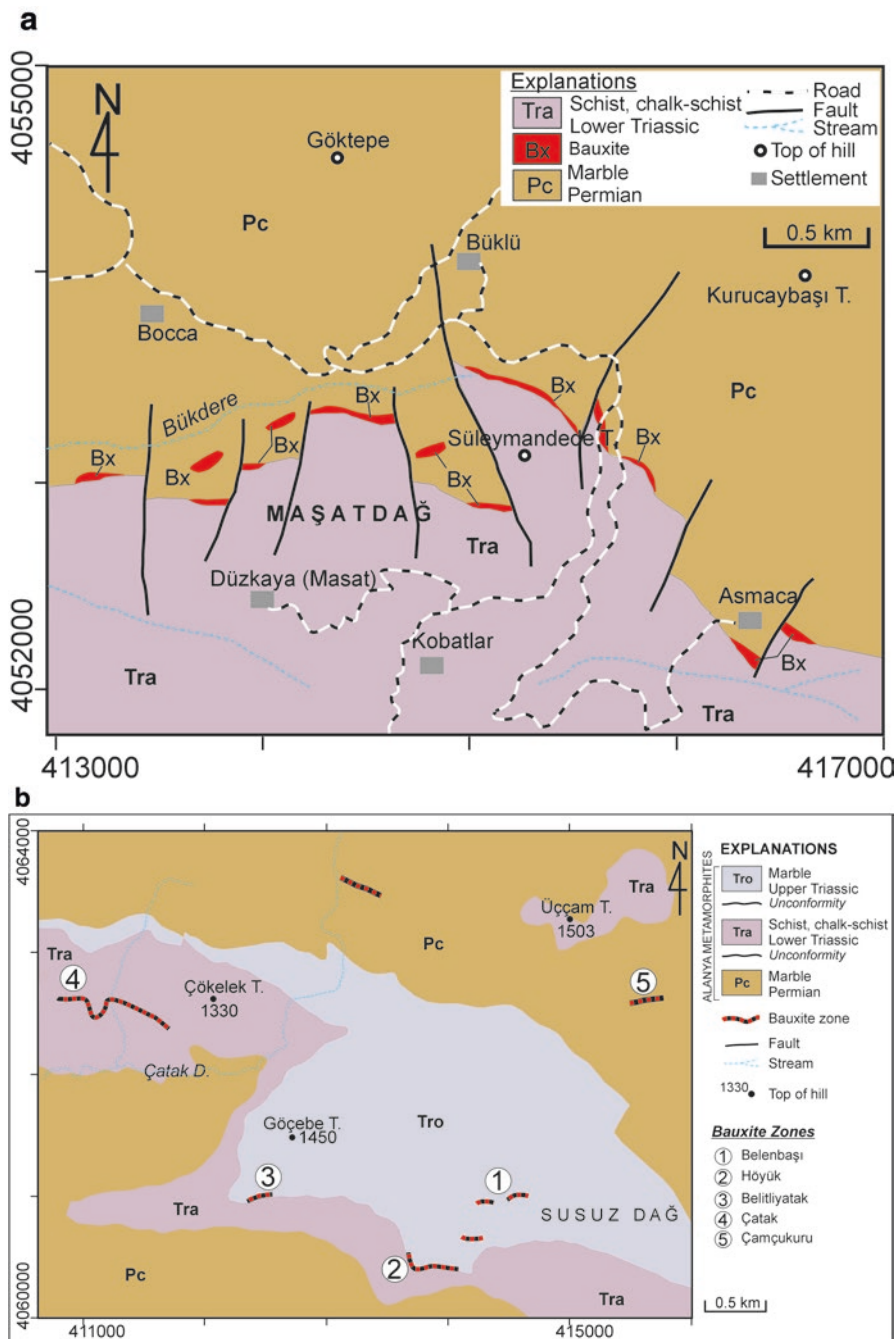 a
4055000
4052000
413000
417000
N
Explanations
Tra
Schist, chalk-schist
Lower Triassic
Bx
Bauxite
Pc
Marble
Permian
Road
Fault
Stream
Top of hill
Settlement
0.5 km
Göktepe
Pc
Büklü
Kurucaybaşı T.
Bocca
Pc
Bükdere
Bx
Bx
Bx
Süleymandede T.
Bx
Bx
Bx
Bx
MAŞATDAĞ
Tra
Düzkaya (Masat)
Asmaca
Kobatlar
Bx
Tra
Tra
b
4064000
4060000
411000
415000
N
Tra
Üççam T.
1503
Pc
Tra
4
Çökelek T.
1330
5
Çatak D.
Göçebe T.
1450
Tro
3
1
Tra
SUSUZ DAĞ
2
Pc
Tra
EXPLANATIONS
ALANYA METAMORPHITES
Tro
Marble
Upper Triassic
Unconformity
Tra
Schist, chalk-schist
Lower Triassic
Unconformity
Pc
Marble
Permian
Bauxite zone
Fault
Stream
1330
Top of hill
Bauxite Zones
1 Belenbaşı
2 Höyük
3 Belitliyatak
4 Çatak
5 Çamçukuru
0.5 km